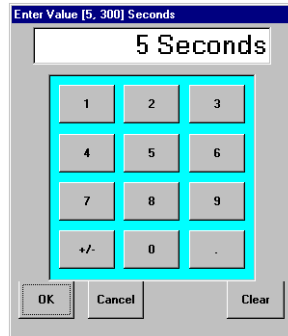 Enter Value [5, 300] Seconds
5 Seconds
1 2 3
4 5 6
7 8 9
+/- 0 .
OK Cancel Clear